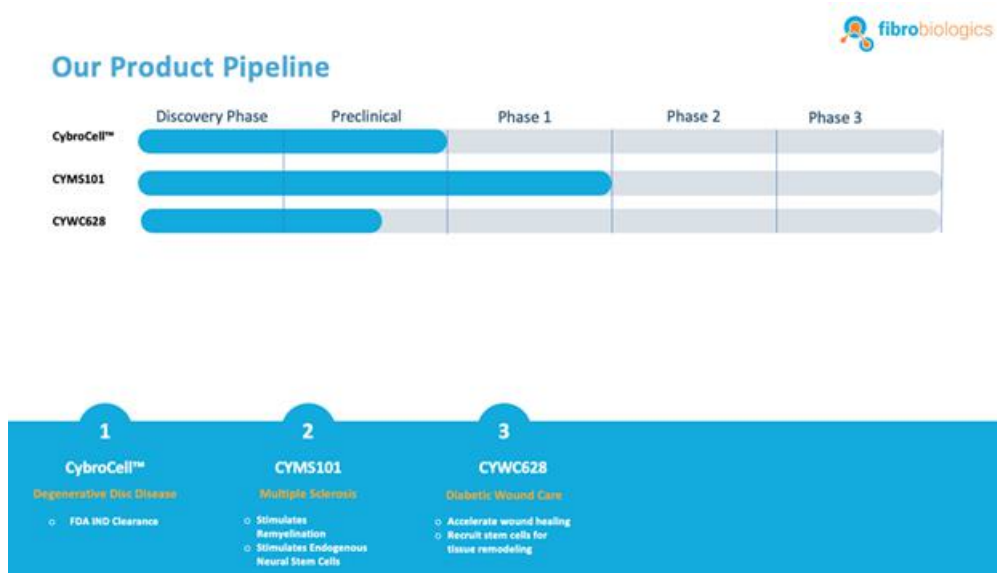 fibrobiologics
Our Product Pipeline
Discovery Phase Preclinical Phase 1 Phase 2 Phase 3
CybroCell™
CYMS101
CYWC628
1
CybroCell™
Degenerative Disc Disease
o FDA IND Clearance
2
CYMS101
Multiple Sclerosis
o Stimulates
Remyelination
o Stimulates Endogenous
Neural Stem Cells
3
CYWC628
Diabetic Wound Care
o Accelerate wound healing
o Recruit stem cells for
tissue remodeling